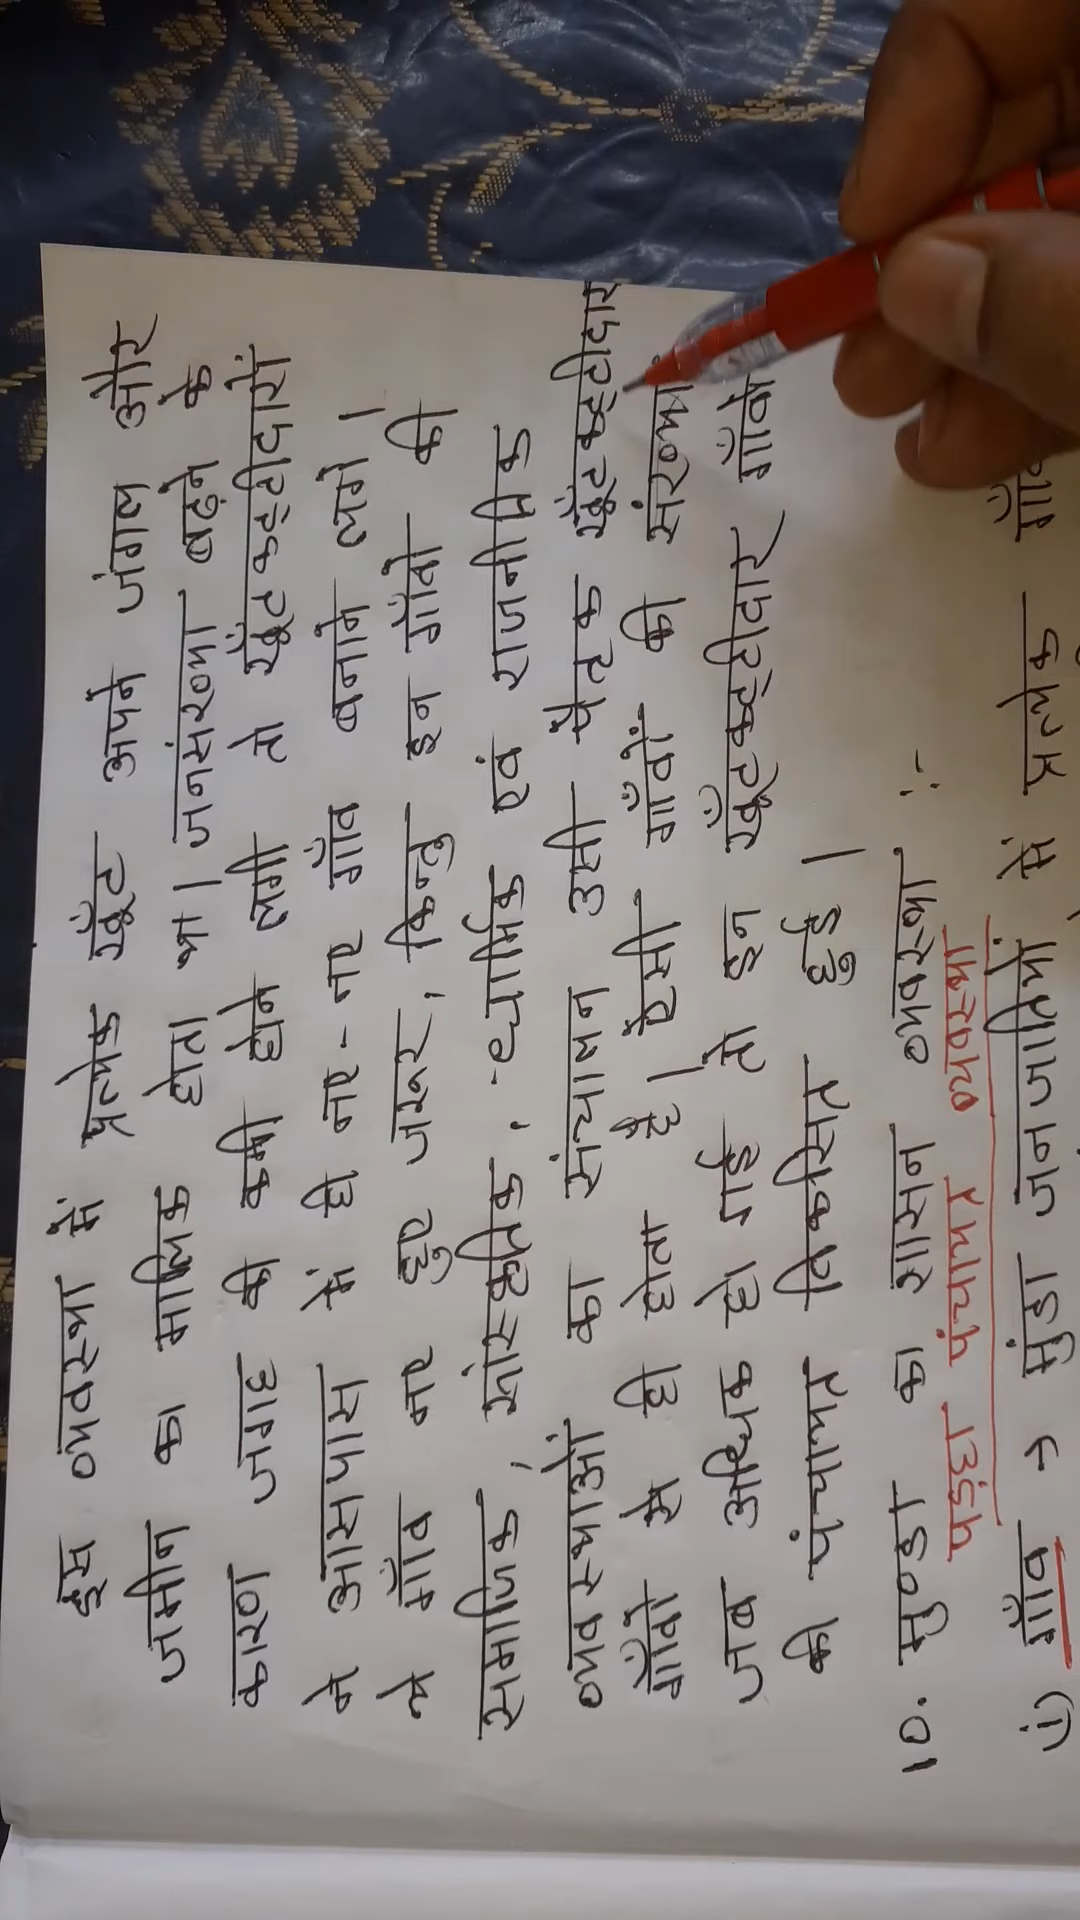 इस व्यवस्था में प्रत्येक खूँट अपने जंगल और
जमीन का मालिक होता था। जनसंख्या बढ़ने के
कारण जगह की कमी होने लगी तो खूँटकट्टीदारों
ने आसपास में ही नए-नए गाँव बनाने लगे।
ये गाँव नए हुए जरूर, किन्तु इन गाँवो की
समाजिक, सांस्कृतिक, धार्मिक एवं राजनीतिक
व्यवस्थाओं का संचालन उसी पैतृक खूँटकट्टीदार
गाँवो से ही होता है। ऐसी गाँवों की संख्या
जब अधिक हो गई तो इन खूँटकट्टीदार गाँवो
की पंचायत विकसित हुई।
10. मुण्डा का शासन व्यवस्था :-
पड़हा पंचायत व्यवस्था
i) गाँव → मुंडा जनजातियों में प्रत्येक